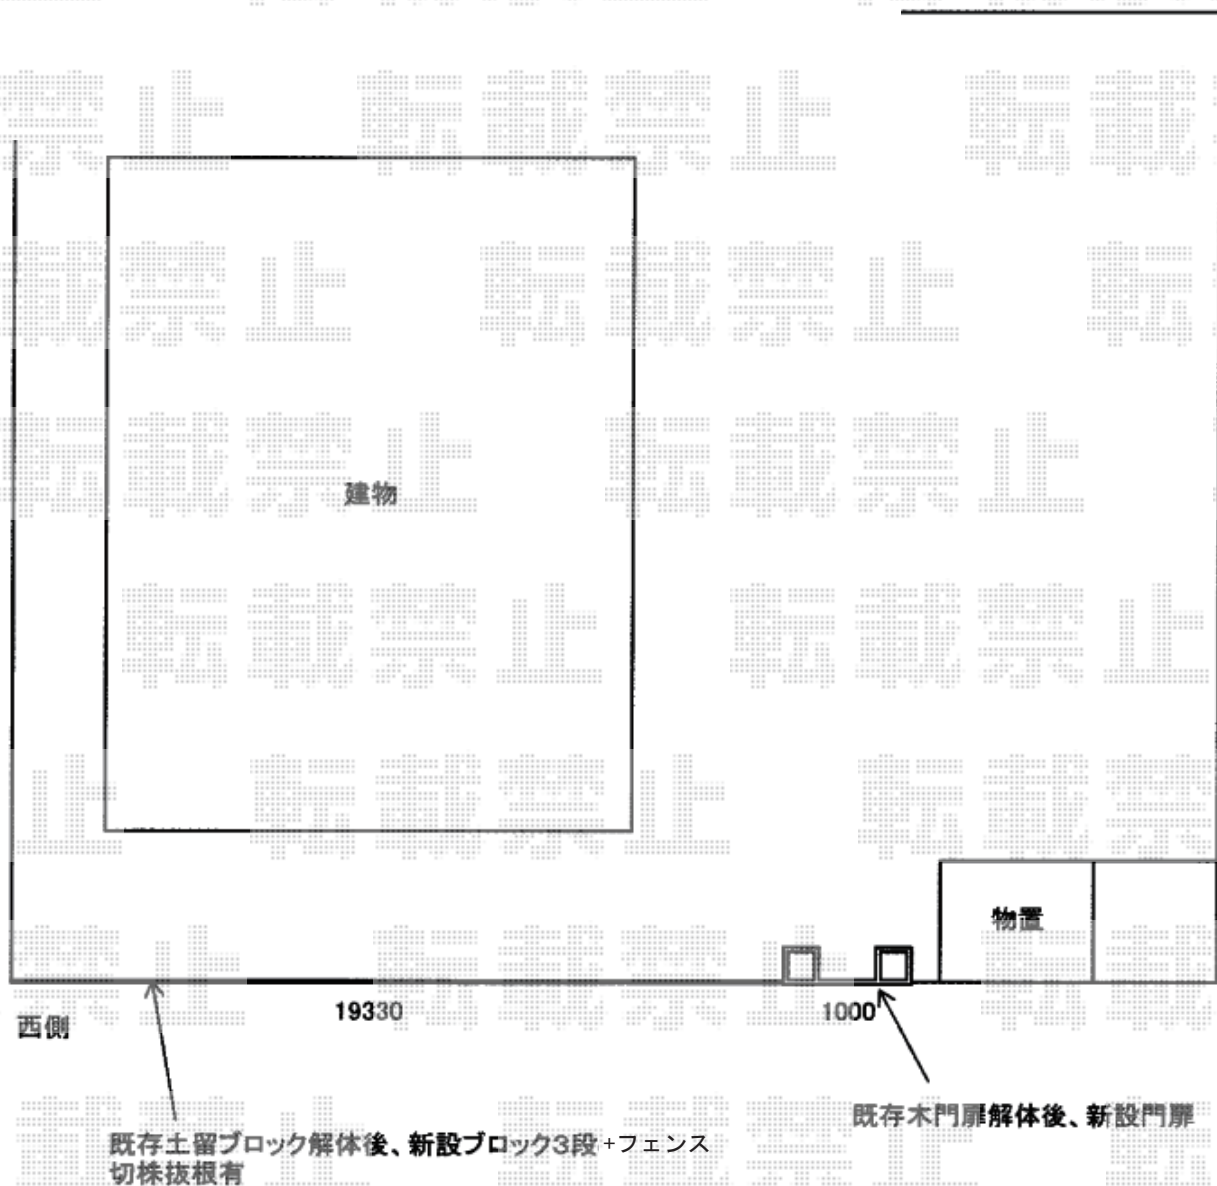 転載禁止
建物
物置
19330
1000
西側
既存木門扉解体後、新設門扉
既存土留ブロック解体後、新設ブロック3段+フェンス
切株抜根有